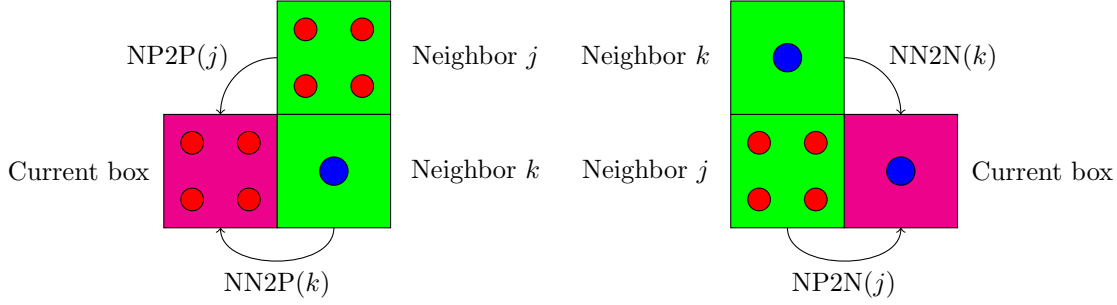 NP2P(j)
Neighbor j
Current box
Neighbor k
NN2P(k)
Neighbor k
NN2N(k)
Neighbor j
Current box
NP2N(j)